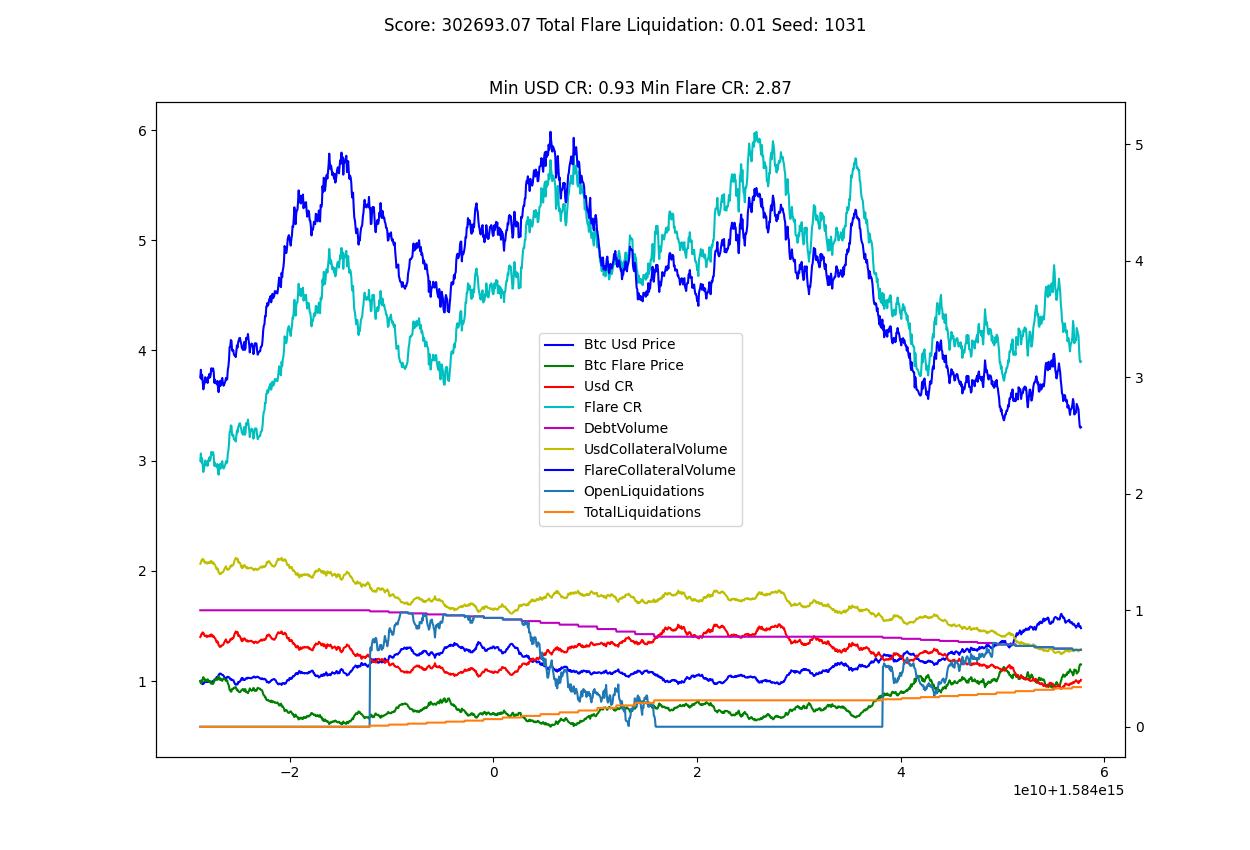 Score: 302693.07 Total Flare Liquidation: 0.01 Seed: 1031
Min USD CR: 0.93 Min Flare CR: 2.87
6
5
4
3
2
1
5
4
3
2
1
0
Btc Usd Price
Btc Flare Price
Usd CR
Flare CR
DebtVolume
UsdCollateralVolume
FlareCollateralVolume
OpenLiquidations
TotalLiquidations
−2 0 2 4 6
1e10+1.584e15